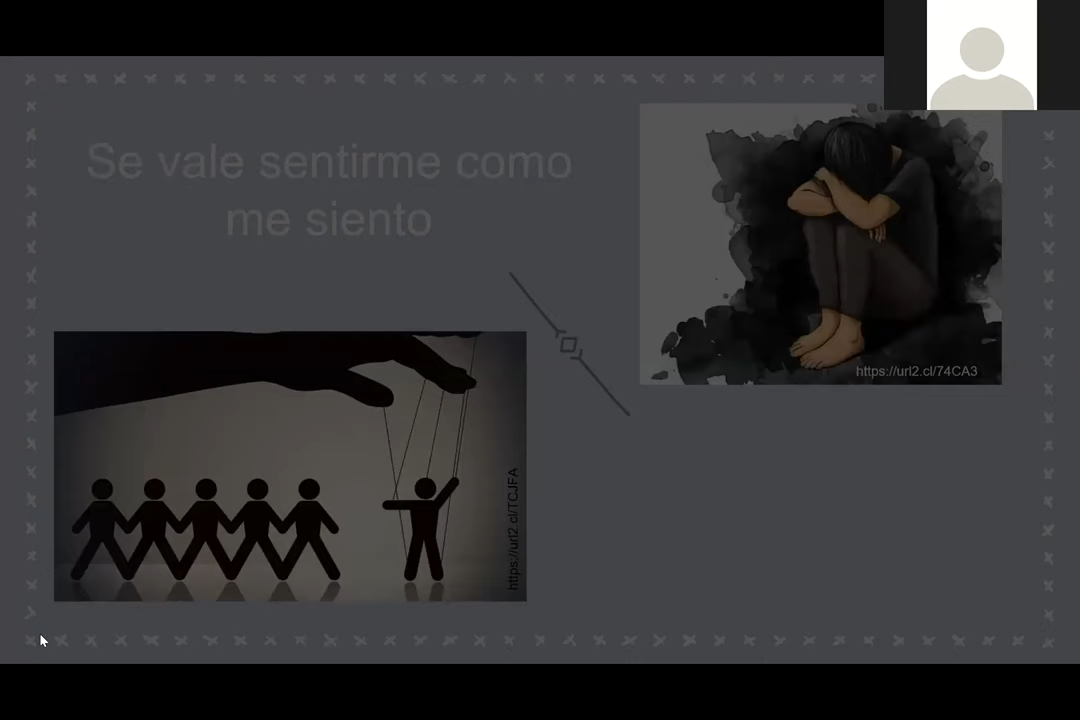 Se vale sentirme como
me siento
https://url2.cl/74CA3
https://url2.cl/TCJFA